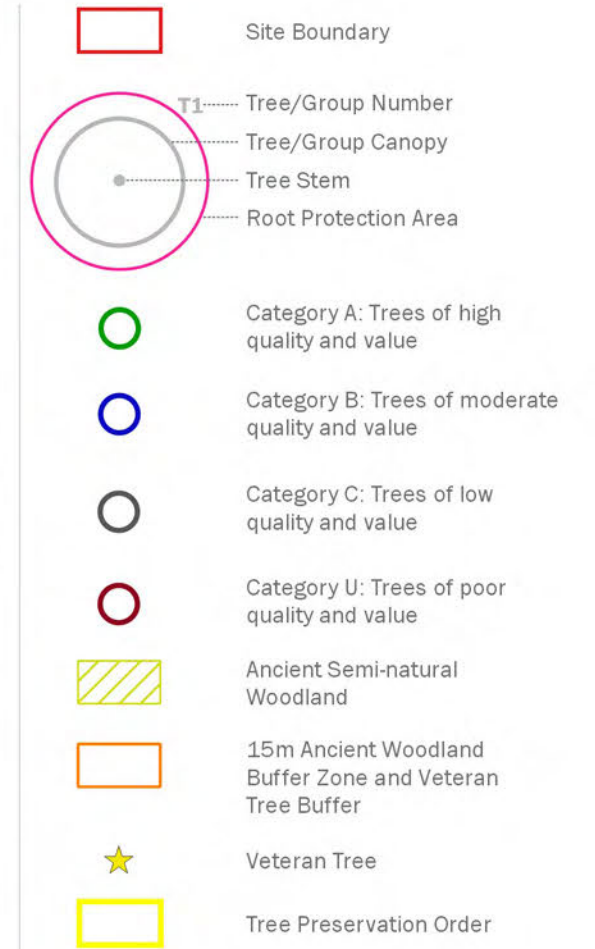 Site Boundary
T1
Tree/Group Number
Tree/Group Canopy
Tree Stem
Root Protection Area
Category A: Trees of high
quality and value
Category B: Trees of moderate
quality and value
Category C: Trees of low
quality and value
Category U: Trees of poor
quality and value
Ancient Semi-natural
Woodland
15m Ancient Woodland
Buffer Zone and Veteran
Tree Buffer
Veteran Tree
Tree Preservation Order